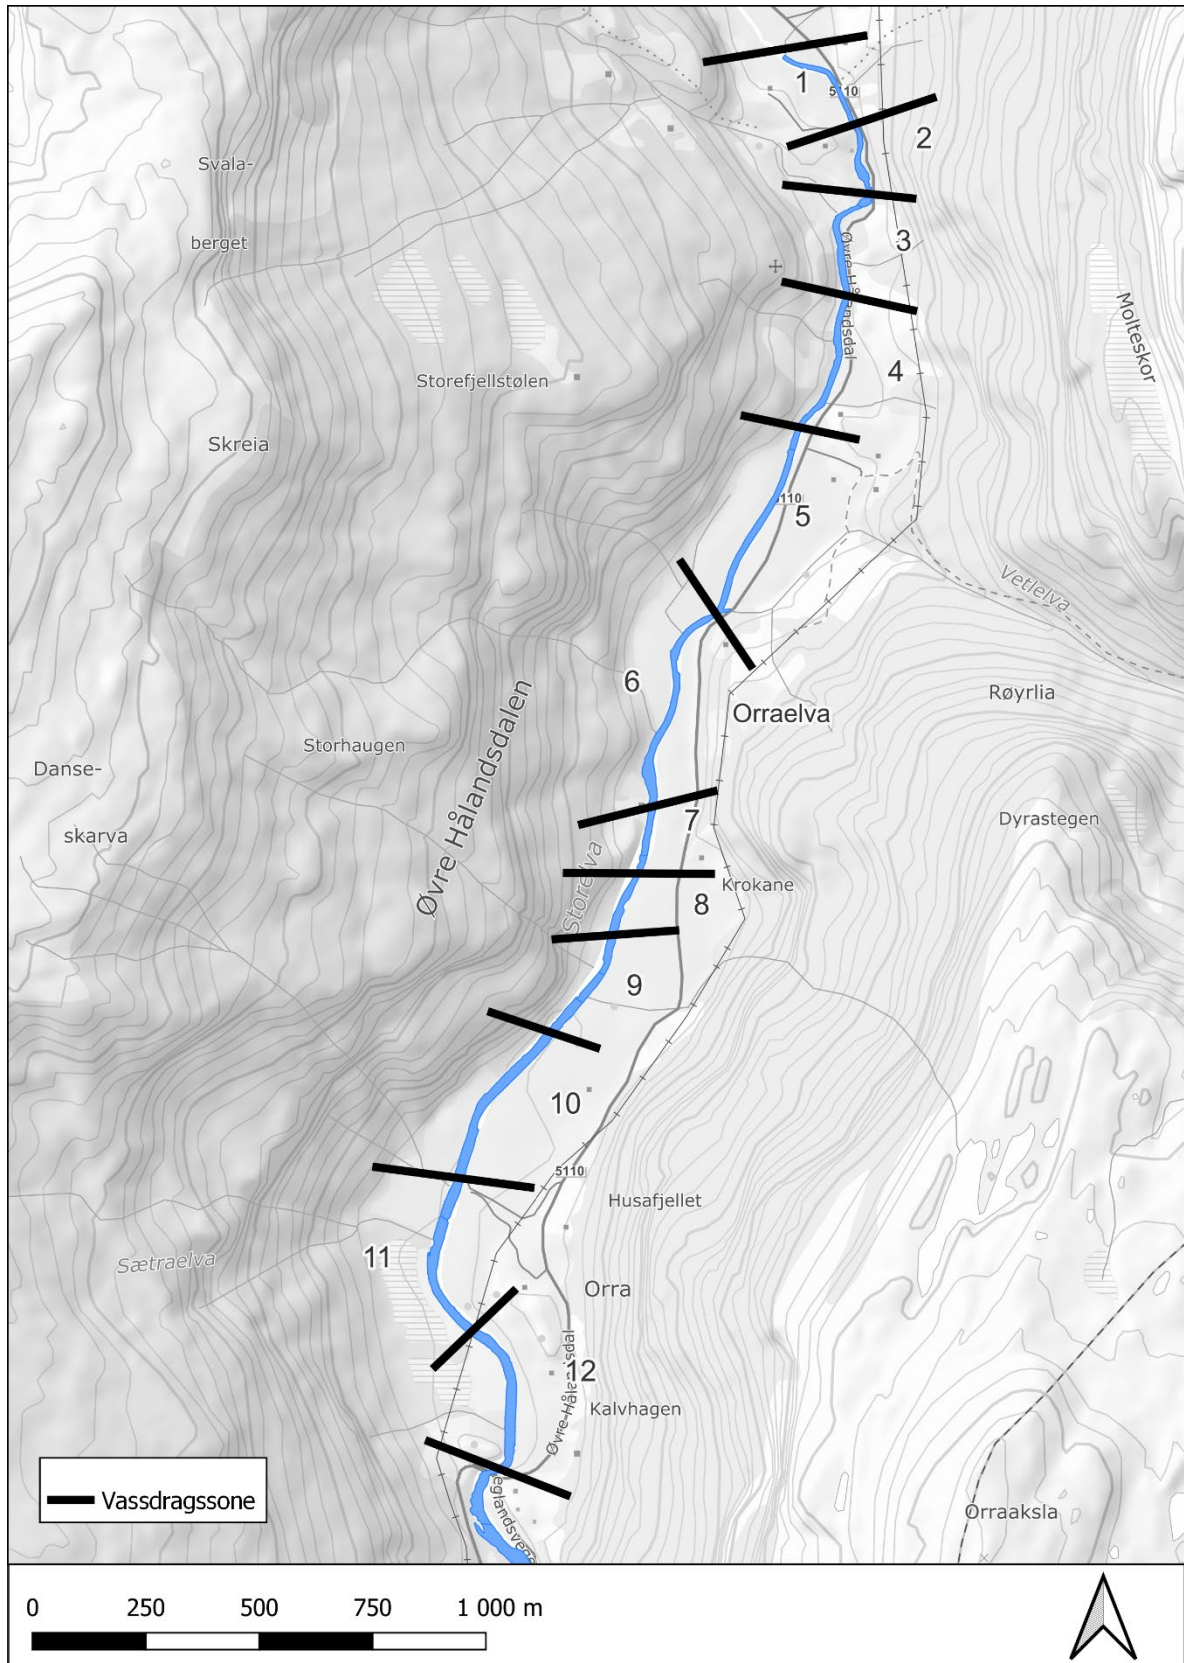 1
5110
2
Svala-
berget
3
Øvre Hålandsdal
Molteskor
4
Storefjellstølen
Skreia
5110
5
Vetlelva
6
Røyrlia
Orraelva
Øvre Hålandsdalen
Storhaugen
Danse-
skarva
7
Dyrastegen
Storelva
Krokane
8
9
10
5110
Husafjellet
11
Sætraelva
Orra
12
Øvre Hålandsdal
Kalvhagen
eglandsvege
Orraaksla
Vassdragssone
0 250 500 750 1 000 m